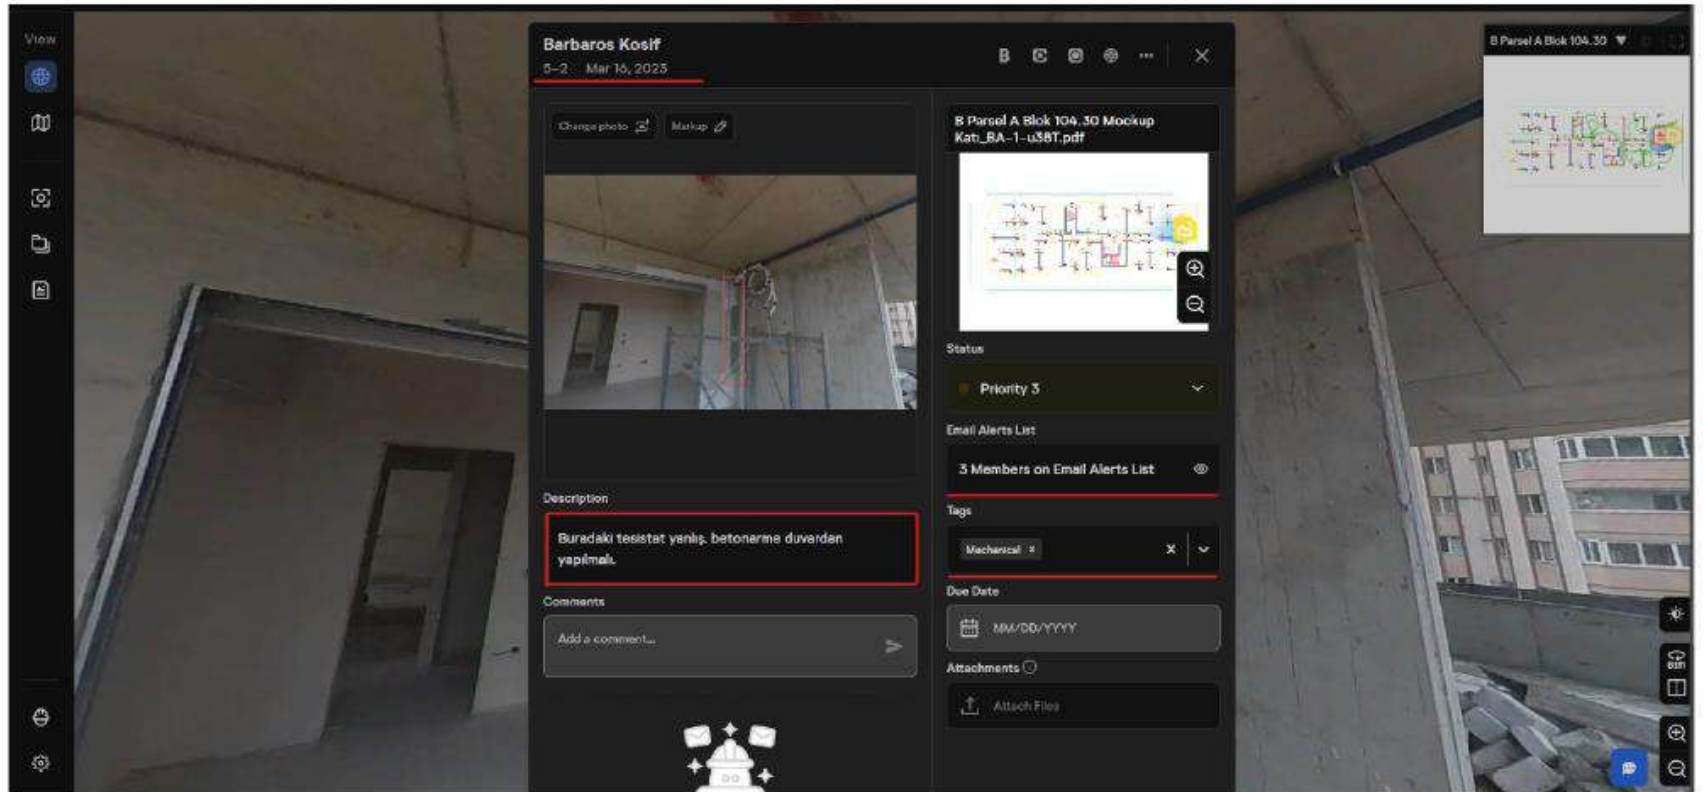 View
Barbaros Kosif
5-2 Mar 16, 2023
Change photo
Markup
Description
Buradaki tesistat yanlış. betonarme duvardan
yapılmalı.
Comments
Add a comment...
B Parsel A Blok 104.30 Mockup
Katı_BA-1-u38T.pdf
Status
Priority 3
Email Alerts List
3 Members on Email Alerts List
Tags
Mechanical
Due Date
MM/DD/YYYY
Attachments
Attach Files
B Parsel A Blok 104.30
BIM